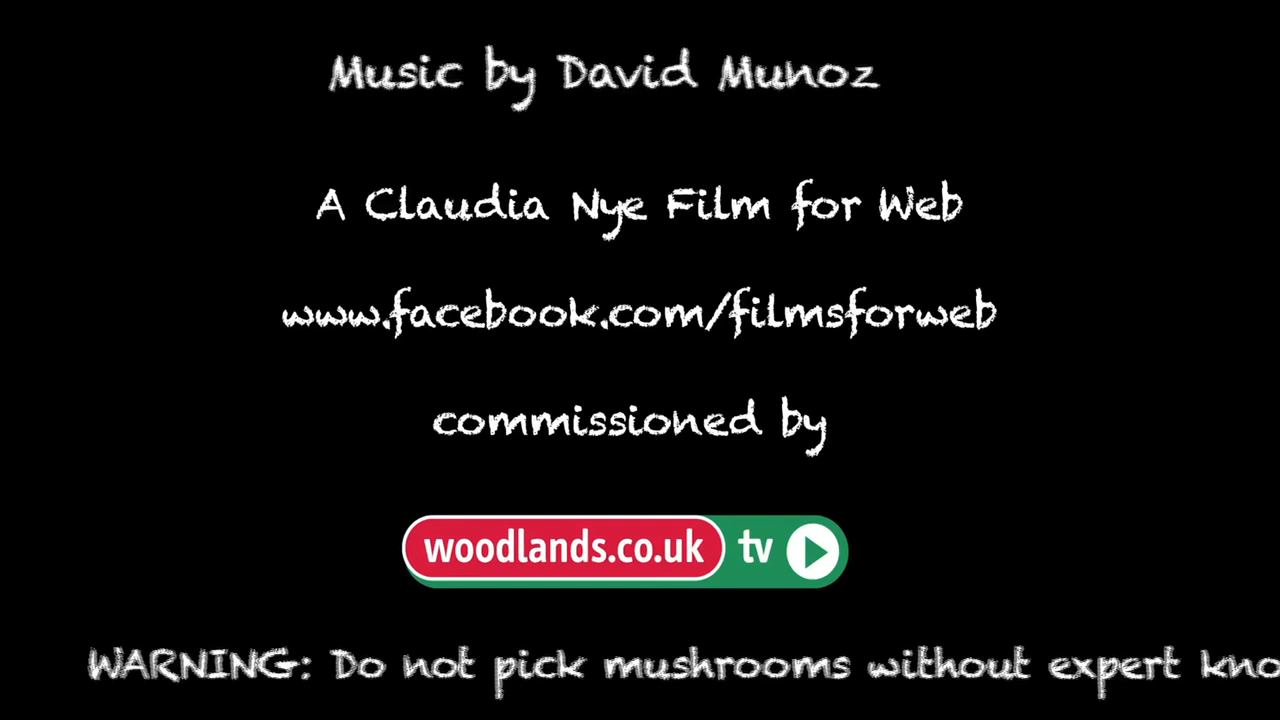 Music by David Munoz
A Claudia Nye Film for Web
www.facebook.com/filmsforweb
commissioned by
woodlands.co.uk tv
WARNING: Do not pick mushrooms without expert kno